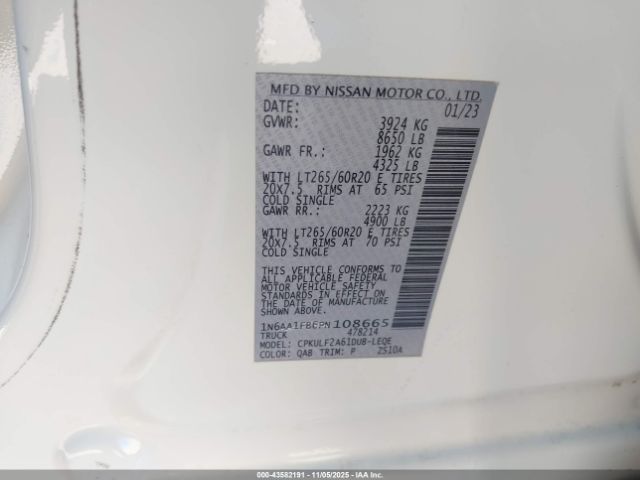 MFD BY NISSAN MOTOR CO., LTD.
DATE: 01/23
GVWR: 3924 KG
8650 LB
GAWR FR.: 1962 KG
4325 LB
WITH LT265/60R20 E TIRES
20X7.5 RIMS AT 65 PSI
COLD SINGLE
GAWR RR.: 2223 KG
4900 LB
WITH LT265/60R20 E TIRES
20X7.5 RIMS AT 70 PSI
COLD SINGLE
THIS VEHICLE CONFORMS TO
ALL APPLICABLE FEDERAL
MOTOR VEHICLE SAFETY
STANDARDS IN EFFECT ON
THE DATE OF MANUFACTURE
SHOWN ABOVE.
1N6AA1FB6PN108665
TRUCK 478214
MODEL: CPKULF2A61DUB-LEQE
COLOR: QAB TRIM: P 2S10A
000-43582191 - 11/05/2025 - IAA Inc.